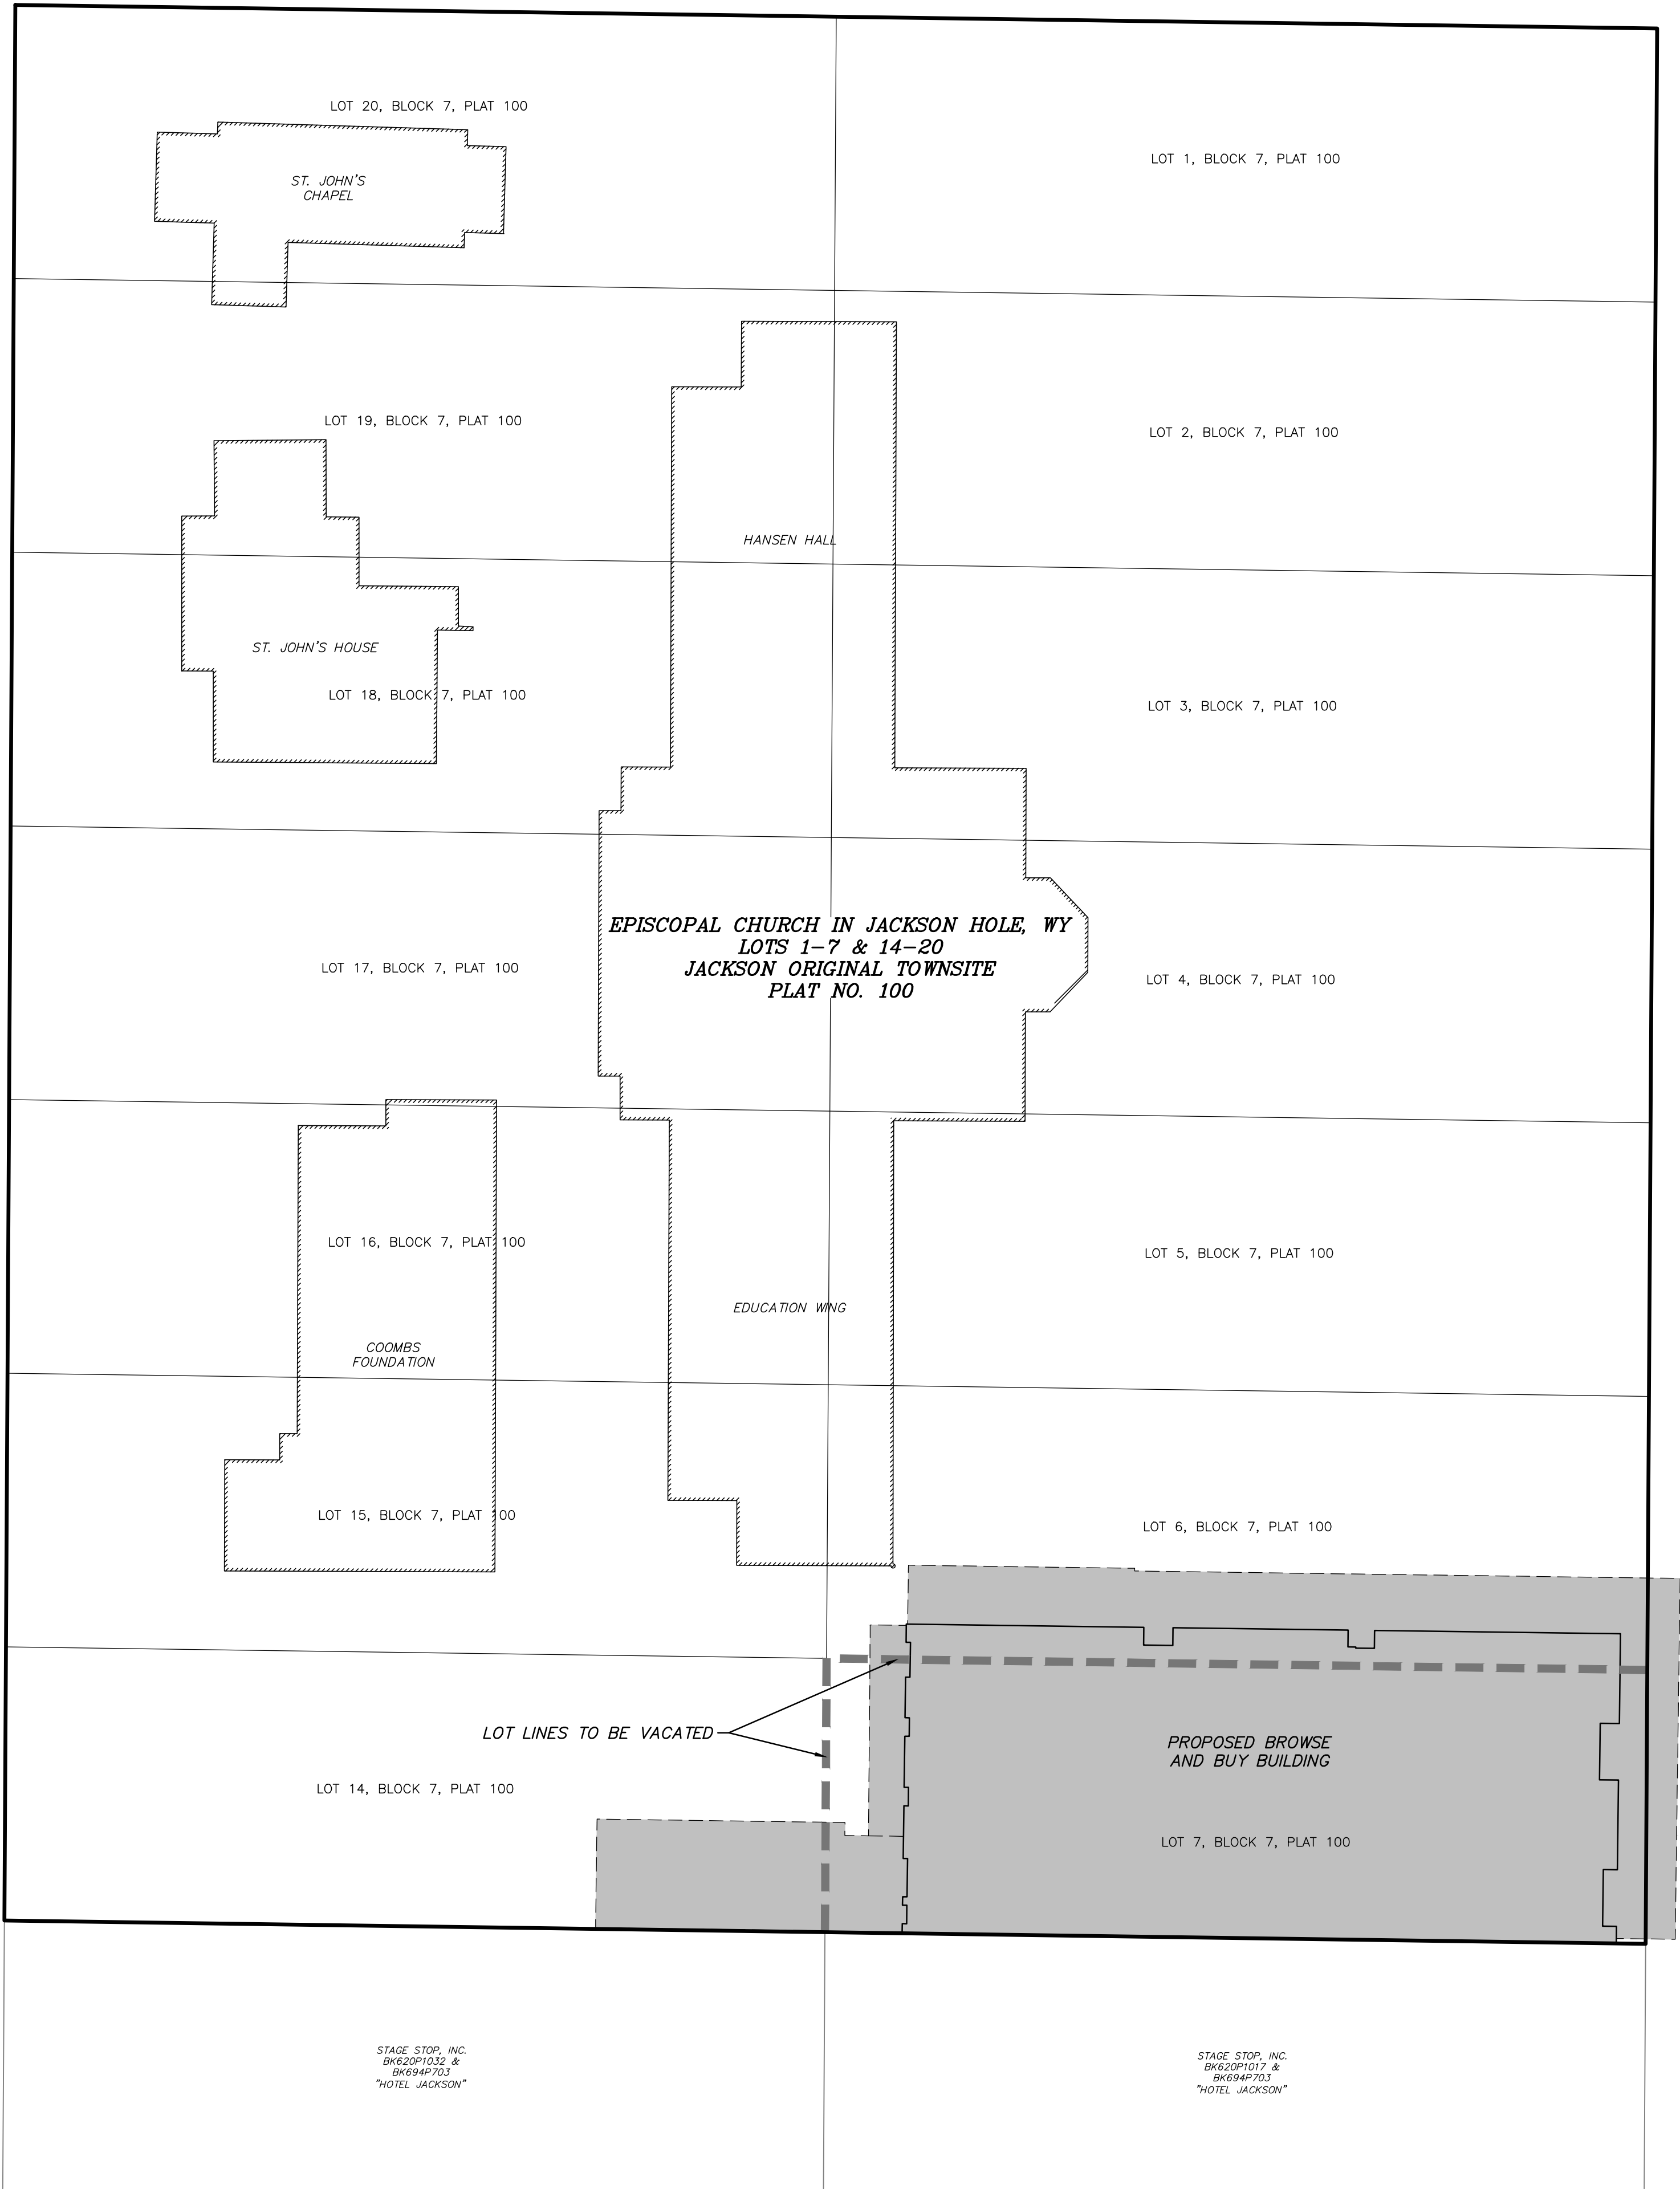 LOT 20, BLOCK 7, PLAT 100
LOT 1, BLOCK 7, PLAT 100
ST. JOHN'S
CHAPEL
LOT 19, BLOCK 7, PLAT 100
LOT 2, BLOCK 7, PLAT 100
HANSEN HALL
ST. JOHN'S HOUSE
LOT 18, BLOCK 7, PLAT 100
LOT 3, BLOCK 7, PLAT 100
EPISCOPAL CHURCH IN JACKSON HOLE, WY
LOTS 1-7 & 14-20
JACKSON ORIGINAL TOWNSITE
PLAT NO. 100
LOT 17, BLOCK 7, PLAT 100
LOT 4, BLOCK 7, PLAT 100
LOT 16, BLOCK 7, PLAT 100
LOT 5, BLOCK 7, PLAT 100
EDUCATION WING
COOMBS
FOUNDATION
LOT 15, BLOCK 7, PLAT 100
LOT 6, BLOCK 7, PLAT 100
LOT LINES TO BE VACATED
PROPOSED BROWSE
AND BUY BUILDING
LOT 14, BLOCK 7, PLAT 100
LOT 7, BLOCK 7, PLAT 100
STAGE STOP, INC.
BK620P1032 &
BK694P703
"HOTEL JACKSON"
STAGE STOP, INC.
BK620P1017 &
BK694P703
"HOTEL JACKSON"